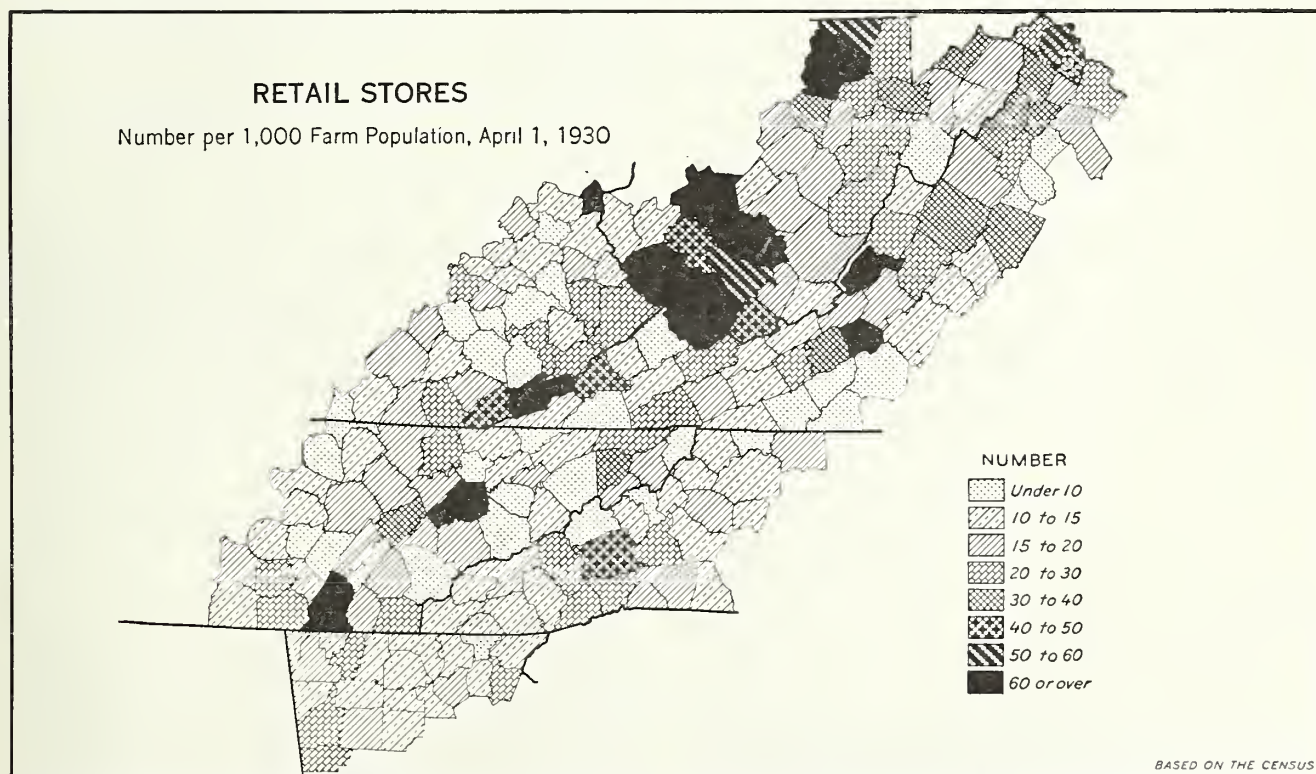 RETAIL STORES
Number per 1,000 Farm Population, April 1, 1930
NUMBER
Under 10
10 to 15
15 to 20
20 to 30
30 to 40
40 to 50
50 to 60
60 or over
BASED ON THE CENSUS